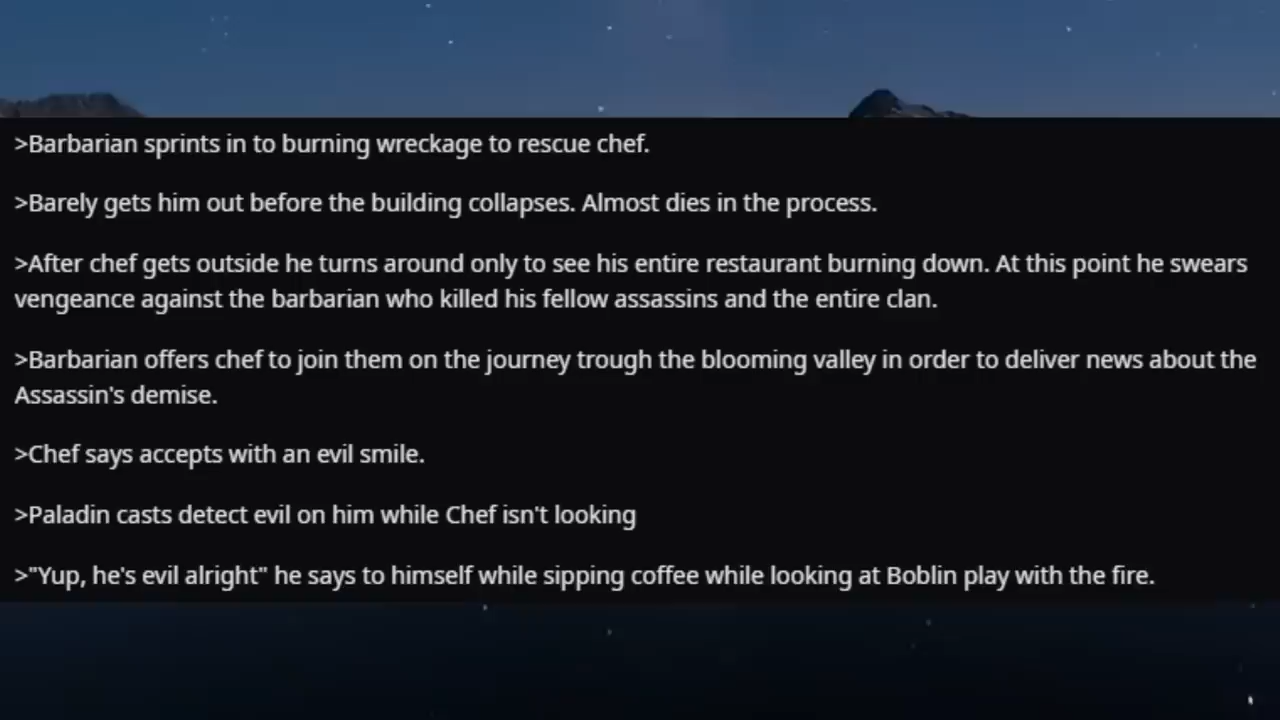 >Barbarian sprints in to burning wreckage to rescue chef.
>Barely gets him out before the building collapses. Almost dies in the process.
>After chef gets outside he turns around only to see his entire restaurant burning down. At this point he swears
vengeance against the barbarian who killed his fellow assassins and the entire clan.
>Barbarian offers chef to join them on the journey trough the blooming valley in order to deliver news about the
Assassin's demise.
>Chef says accepts with an evil smile.
>Paladin casts detect evil on him while Chef isn't looking
>"Yup, he's evil alright" he says to himself while sipping coffee while looking at Boblin play with the fire.